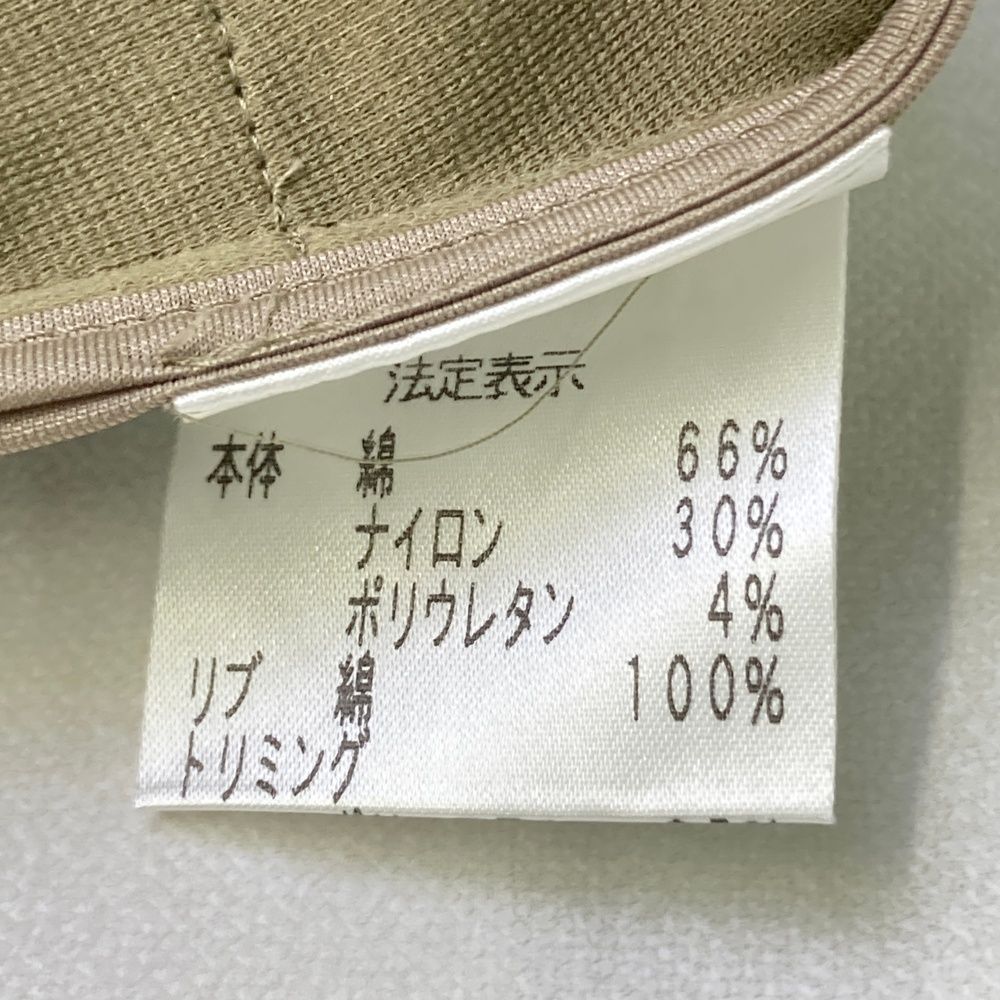 法定表示
本体 綿 66%
ナイロン 30%
ポリウレタン 4%
リブ 綿 100%
トリミング